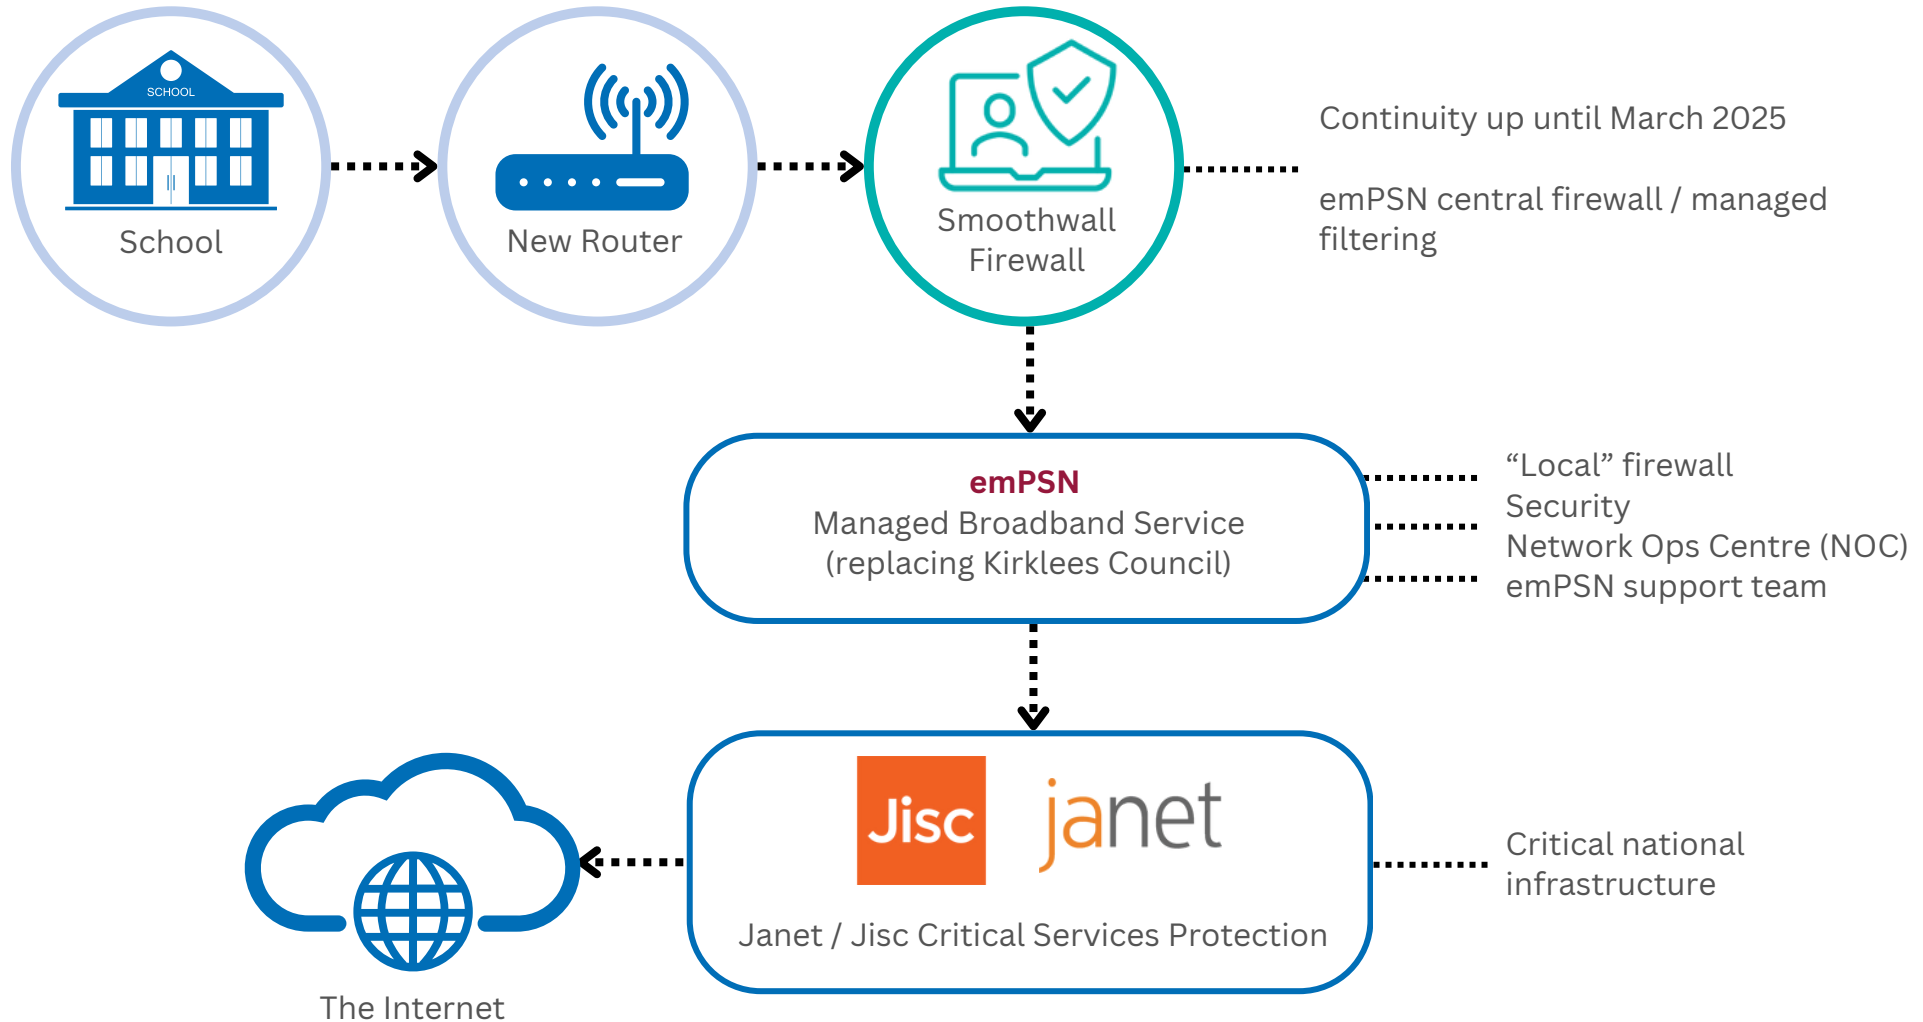 SCHOOL
School
New Router
Smoothwall
Firewall
Continuity up until March 2025
emPSN central firewall / managed
filtering
emPSN
Managed Broadband Service
(replacing Kirklees Council)
“Local” firewall
Security
Network Ops Centre (NOC)
emPSN support team
Jisc
janet
Janet / Jisc Critical Services Protection
Critical national
infrastructure
The Internet